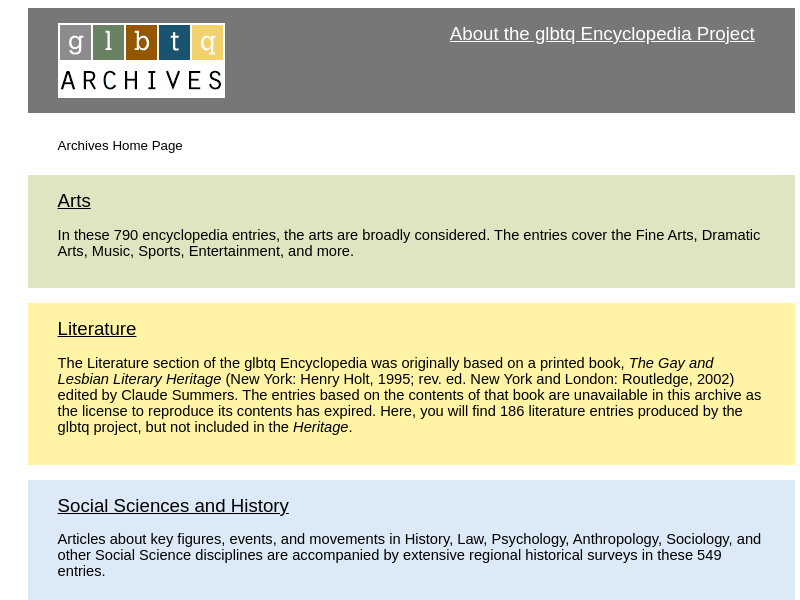 glbtq
ARCHIVES
About the glbtq Encyclopedia Project
Archives Home Page
Arts
In these 790 encyclopedia entries, the arts are broadly considered. The entries cover the Fine Arts, Dramatic
Arts, Music, Sports, Entertainment, and more.
Literature
The Literature section of the glbtq Encyclopedia was originally based on a printed book, The Gay and
Lesbian Literary Heritage (New York: Henry Holt, 1995; rev. ed. New York and London: Routledge, 2002)
edited by Claude Summers. The entries based on the contents of that book are unavailable in this archive as
the license to reproduce its contents has expired. Here, you will find 186 literature entries produced by the
glbtq project, but not included in the Heritage.
Social Sciences and History
Articles about key figures, events, and movements in History, Law, Psychology, Anthropology, Sociology, and
other Social Science disciplines are accompanied by extensive regional historical surveys in these 549
entries.